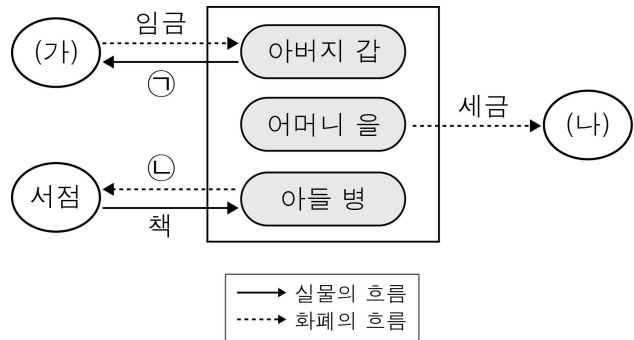 임금
(가)
아버지 갑
㉠
어머니 을
세금
(나)
㉡
서점
아들 병
책
실물의 흐름
화폐의 흐름